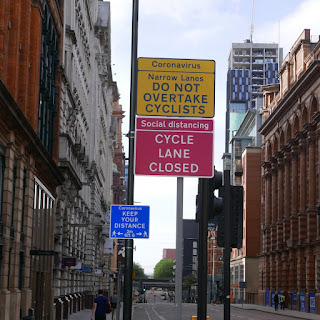 Coronavirus
Narrow Lanes
DO NOT
OVERTAKE
CYCLISTS
Social distancing
CYCLE
LANE
CLOSED
Coronavirus
KEEP
YOUR
DISTANCE